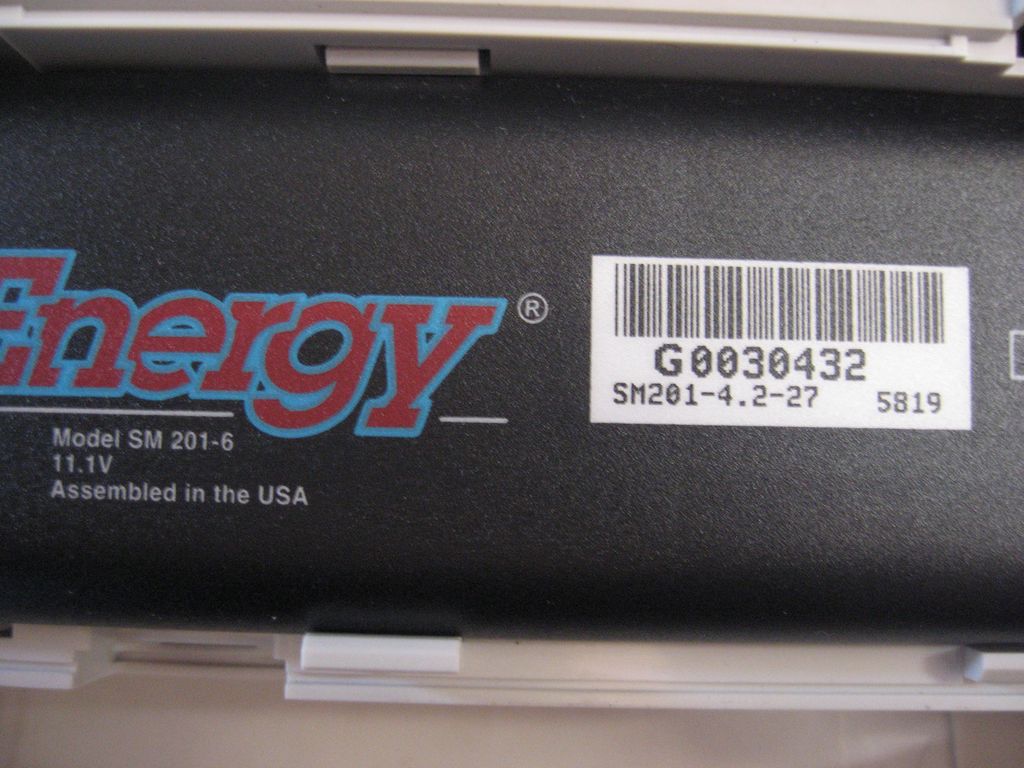 Energy®
Model SM 201-6
11.1V
Assembled in the USA
G0030432
SM201-4.2-27 5819